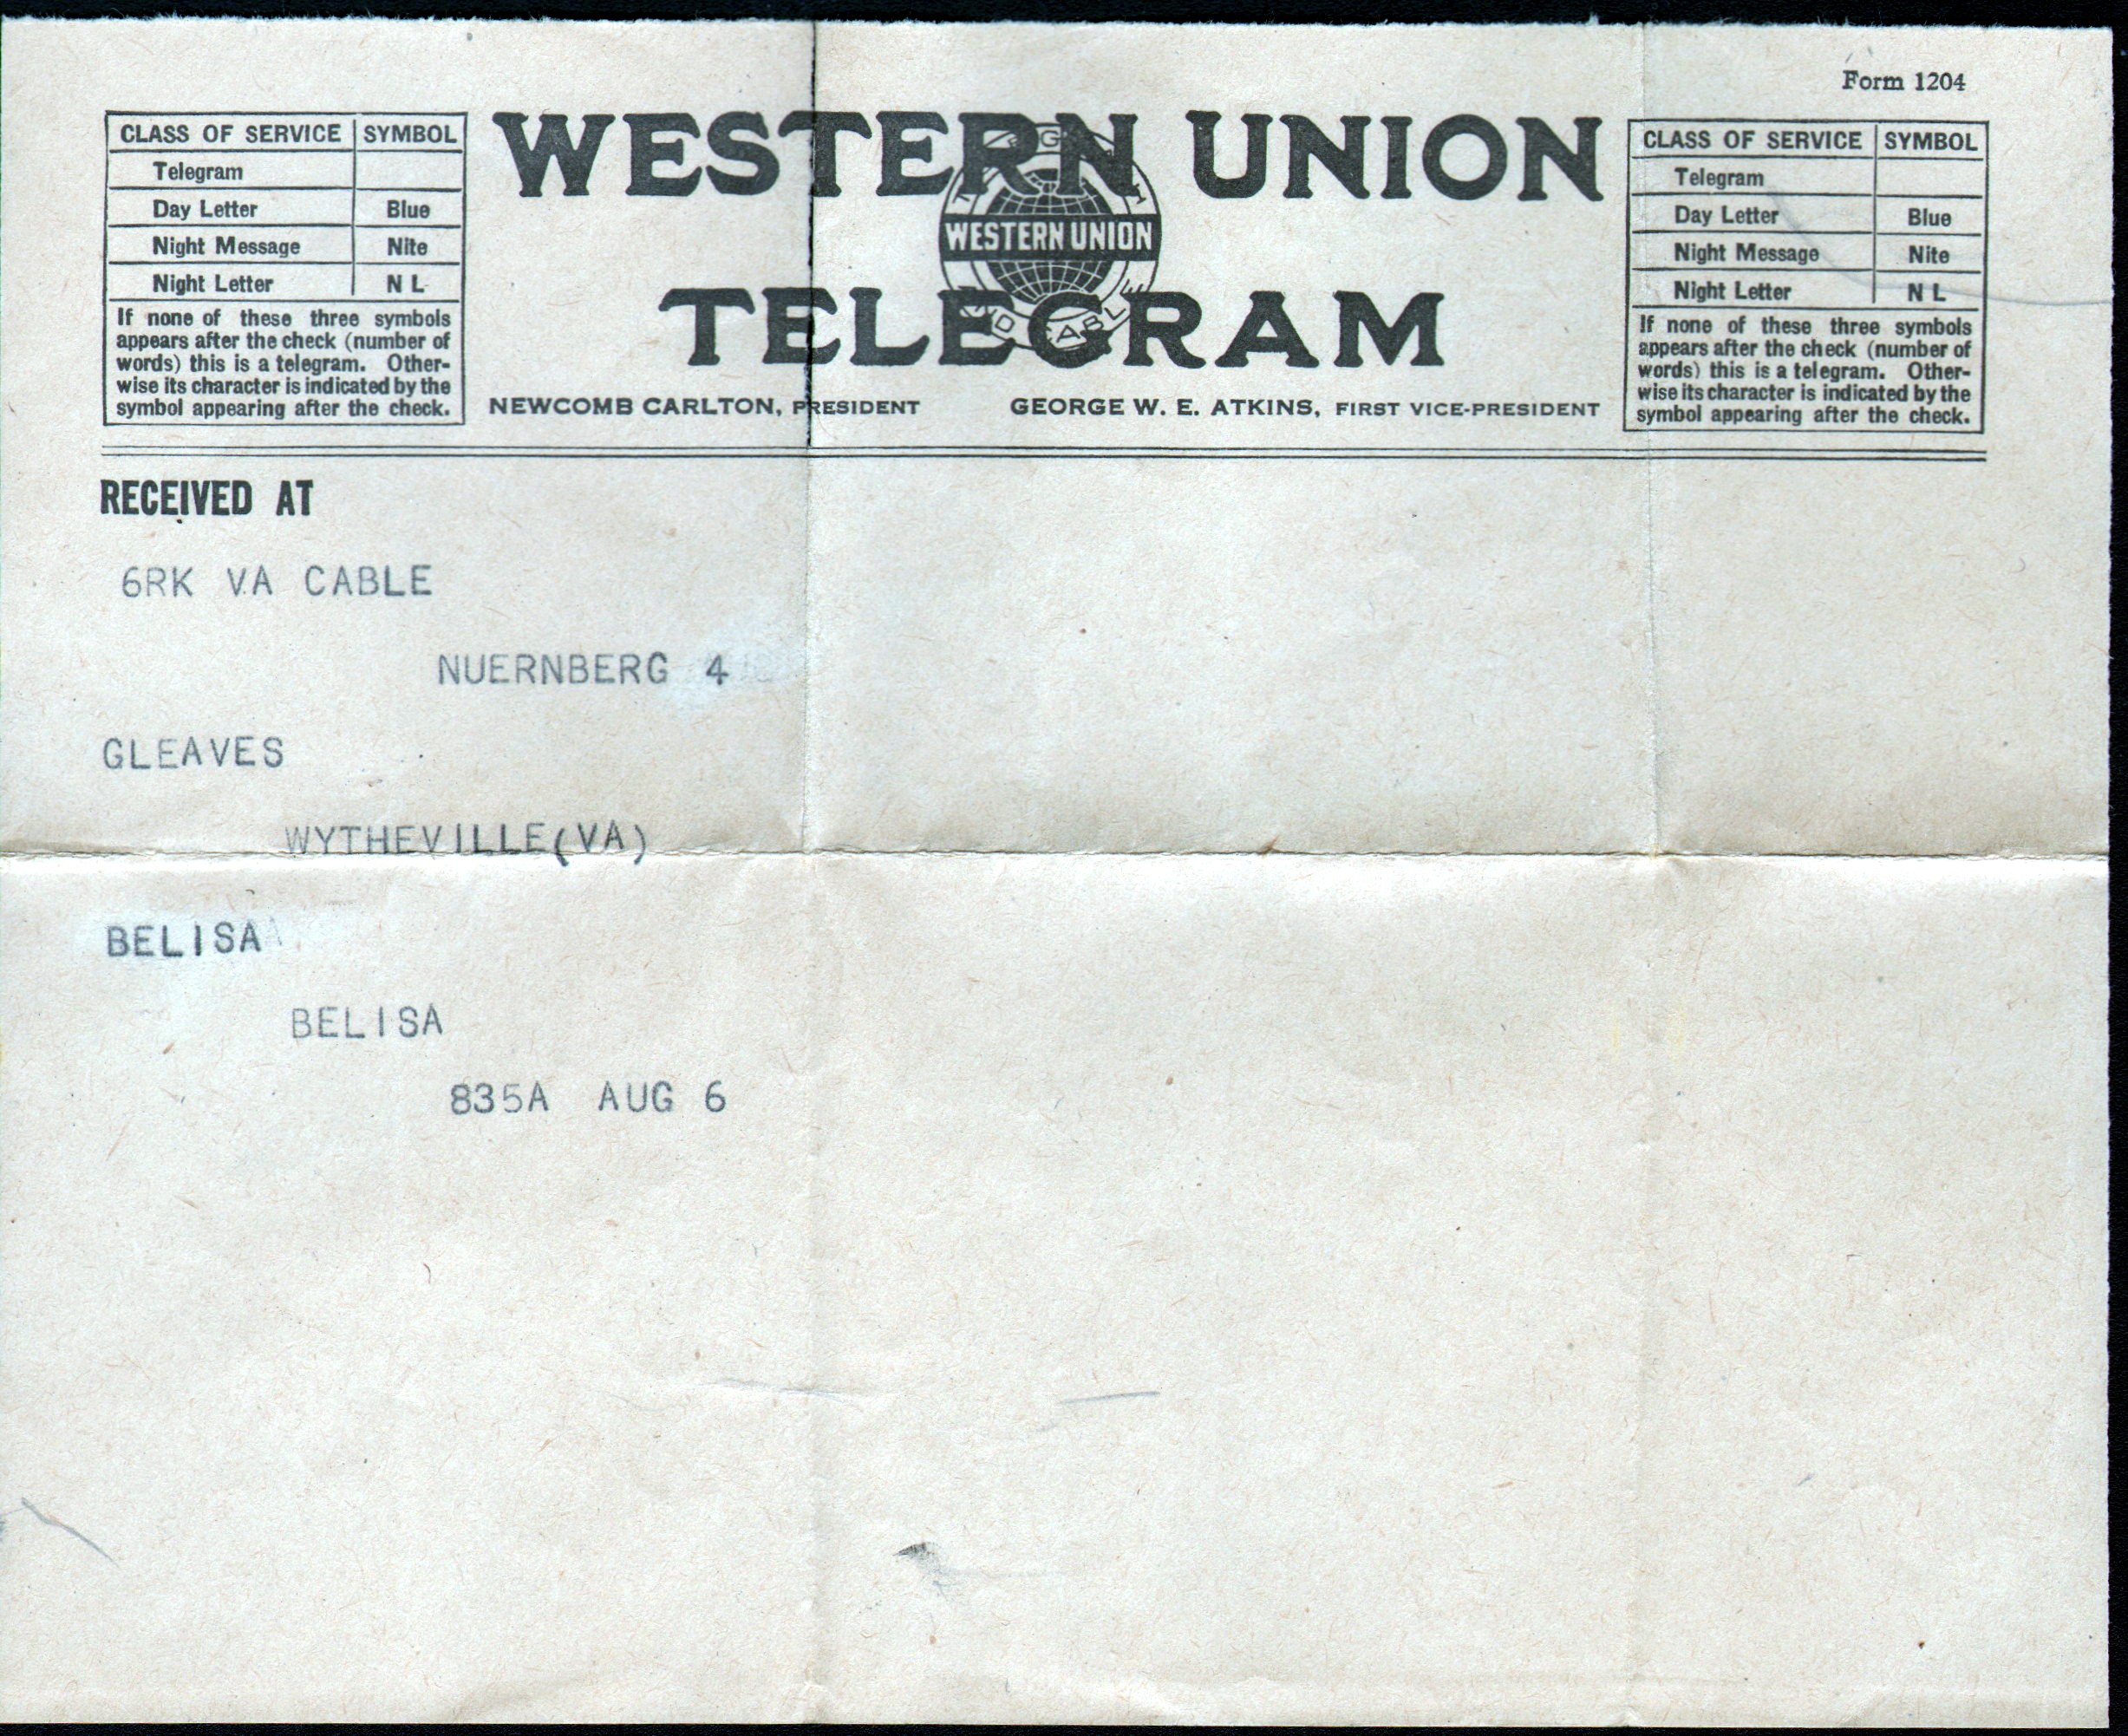 Form 1204
CLASS OF SERVICE SYMBOL
Telegram
Day Letter Blue
Night Message Nite
Night Letter N L
If none of these three symbols
appears after the check (number of
words) this is a telegram. Other-
wise its character is indicated by the
symbol appearing after the check.
WESTERN UNION
WESTERN UNION
TELEGRAM
NEWCOMB CARLTON, PRESIDENT GEORGE W. E. ATKINS, FIRST VICE-PRESIDENT
CLASS OF SERVICE SYMBOL
Telegram
Day Letter Blue
Night Message Nite
Night Letter N L
If none of these three symbols
appears after the check (number of
words) this is a telegram. Other-
wise its character is indicated by the
symbol appearing after the check.
RECEIVED AT
6RK VA CABLE
NUERNBERG 4
GLEAVES
WYTHEVILLE(VA)
BELISA
BELISA
835A AUG 6